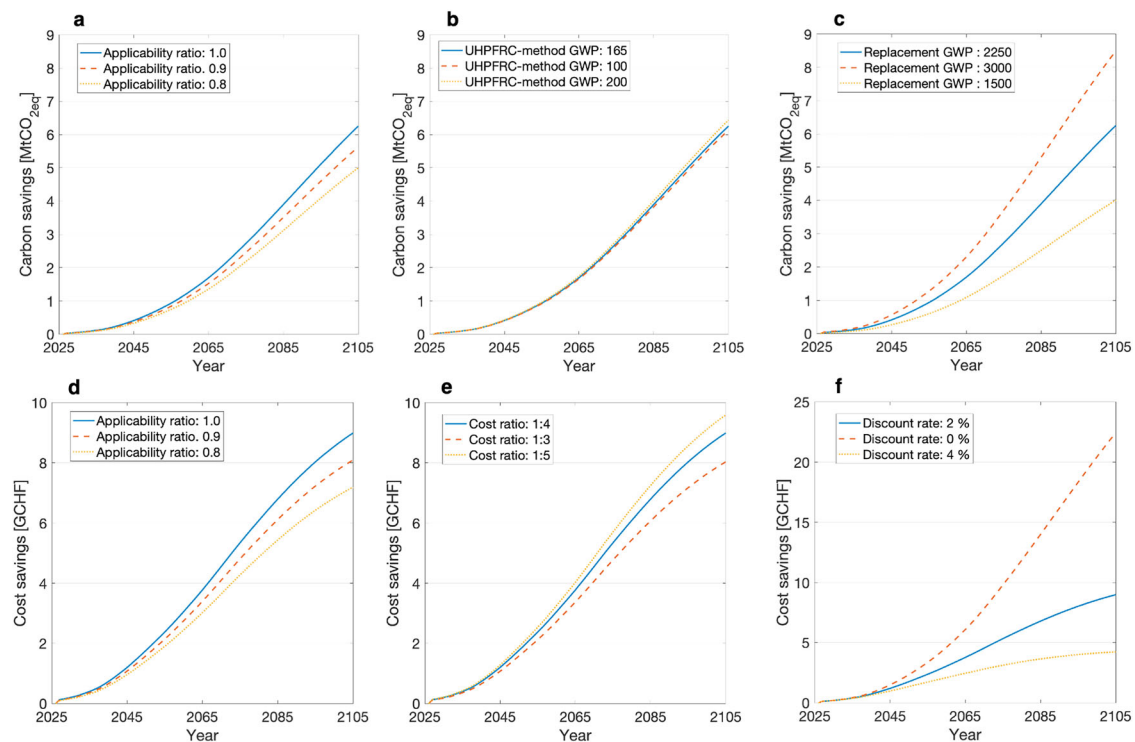 a
Applicability ratio: 1.0
Applicability ratio. 0.9
Applicability ratio: 0.8
Carbon savings [MtCO2eq]
9
8
7
6
5
4
3
2
1
0
2025 2045 2065 2085 2105
Year
b
UHPFRC-method GWP: 165
UHPFRC-method GWP: 100
UHPFRC-method GWP: 200
Carbon savings [MtCO2eq]
9
8
7
6
5
4
3
2
1
0
2025 2045 2065 2085 2105
Year
c
Replacement GWP : 2250
Replacement GWP : 3000
Replacement GWP : 1500
Carbon savings [MtCO2eq]
9
8
7
6
5
4
3
2
1
0
2025 2045 2065 2085 2105
Year
d
Applicability ratio: 1.0
Applicability ratio. 0.9
Applicability ratio: 0.8
Cost savings [GCHF]
10
8
6
4
2
0
2025 2045 2065 2085 2105
Year
e
Cost ratio: 1:4
Cost ratio: 1:3
Cost ratio: 1:5
Cost savings [GCHF]
10
8
6
4
2
0
2025 2045 2065 2085 2105
Year
f
Discount rate: 2 %
Discount rate: 0 %
Discount rate: 4 %
Cost savings [GCHF]
25
20
15
10
5
0
2025 2045 2065 2085 2105
Year